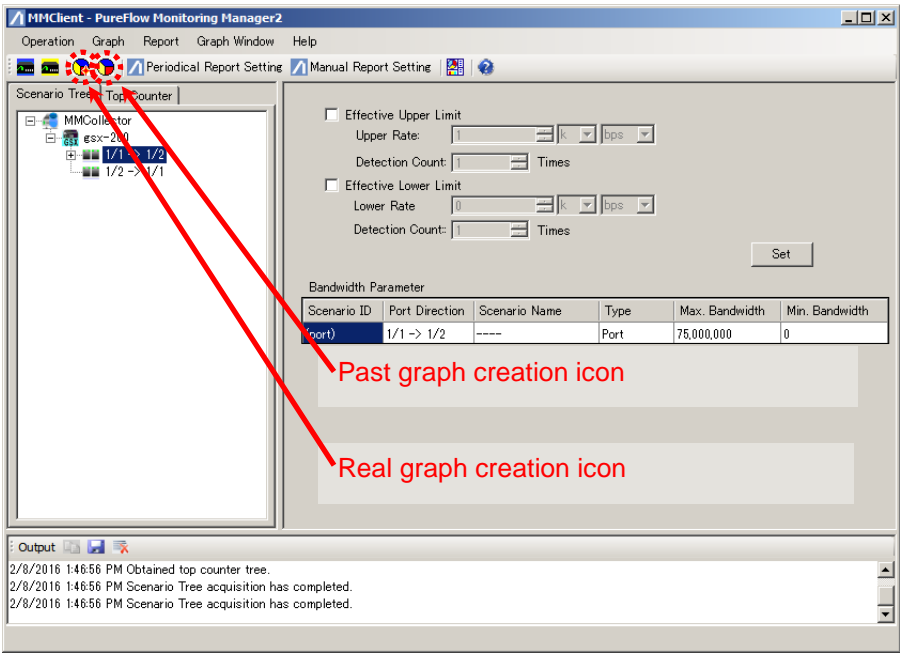 MMClient - PureFlow Monitoring Manager2
Operation Graph Report Graph Window Help
Periodical Report Setting Manual Report Setting
Scenario Tree Top Counter
MMCollector
gsx-200
1/1 -> 1/2
1/2 -> 1/1
Effective Upper Limit
Upper Rate: 1 k bps
Detection Count: 1 Times
Effective Lower Limit
Lower Rate 0 k bps
Detection Count: 1 Times
Set
Bandwidth Parameter
Scenario ID Port Direction Scenario Name Type Max. Bandwidth Min. Bandwidth
(port) 1/1 -> 1/2 ---- Port 75,000,000 0
Past graph creation icon
Real graph creation icon
Output
2/8/2016 1:46:56 PM Obtained top counter tree.
2/8/2016 1:46:56 PM Scenario Tree acquisition has completed.
2/8/2016 1:46:56 PM Scenario Tree acquisition has completed.